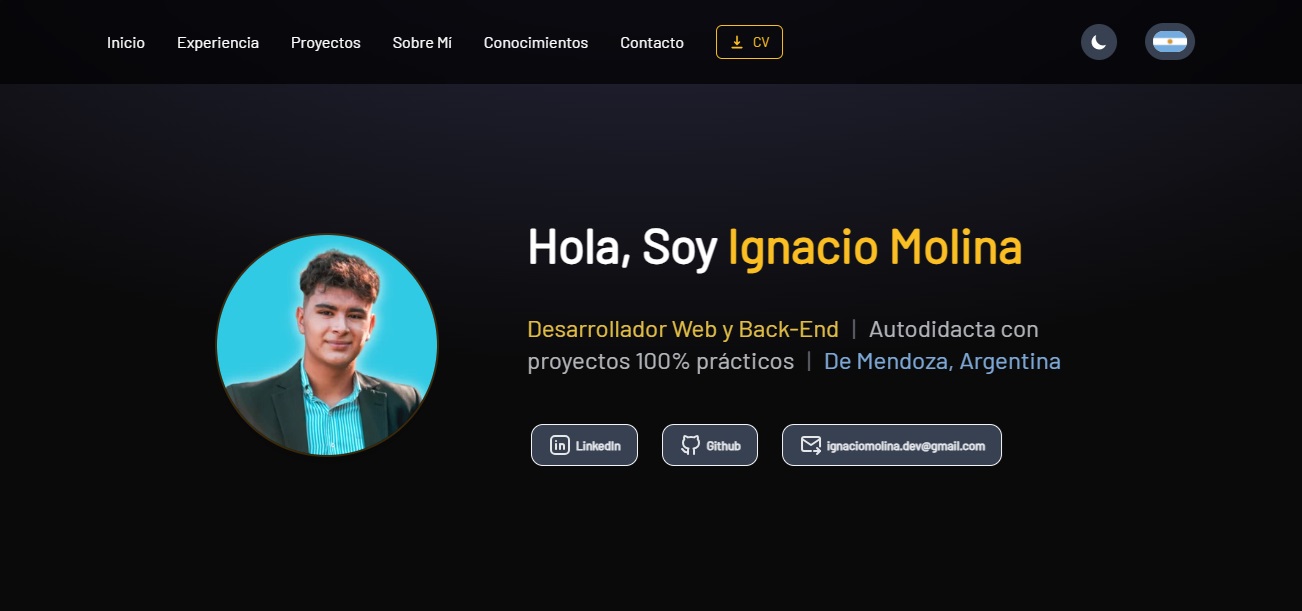 Inicio Experiencia Proyectos Sobre Mí Conocimientos Contacto CV
Hola, Soy Ignacio Molina
Desarrollador Web y Back-End | Autodidacta con
proyectos 100% prácticos | De Mendoza, Argentina
LinkedIn Github ignaciomolina.dev@gmail.com